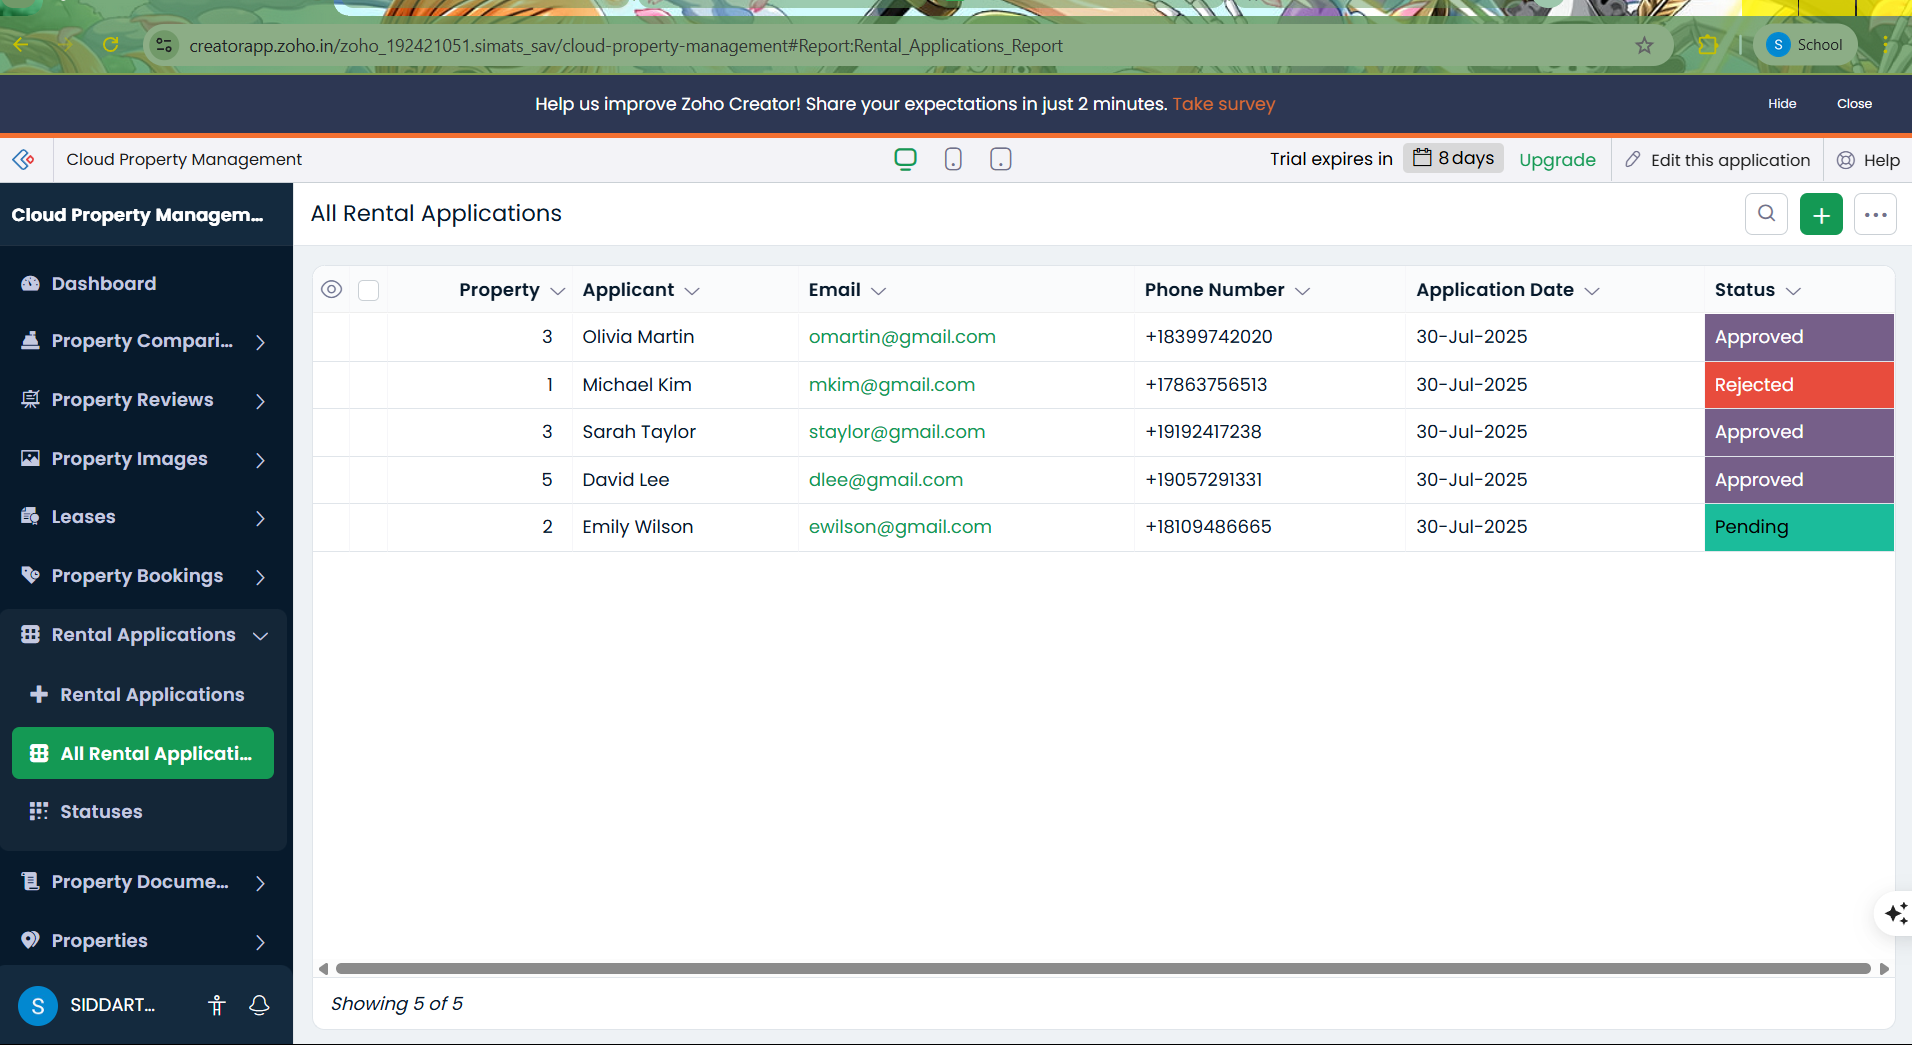 creatorapp.zoho.in/zoho_192421051.simats_sav/cloud-property-management#Report:Rental_Applications_Report
S School
Help us improve Zoho Creator! Share your expectations in just 2 minutes. Take survey Hide Close
Cloud Property Management Trial expires in 8 days Upgrade Edit this application Help
Cloud Property Managem...
All Rental Applications
Dashboard
Property Compari...
Property Reviews
Property Images
Leases
Property Bookings
Rental Applications
Rental Applications
All Rental Applicati...
Statuses
Property Docume...
Properties
S SIDDART...
Property Applicant Email Phone Number Application Date Status
3 Olivia Martin omartin@gmail.com +18399742020 30-Jul-2025 Approved
1 Michael Kim mkim@gmail.com +17863756513 30-Jul-2025 Rejected
3 Sarah Taylor staylor@gmail.com +19192417238 30-Jul-2025 Approved
5 David Lee dlee@gmail.com +19057291331 30-Jul-2025 Approved
2 Emily Wilson ewilson@gmail.com +18109486665 30-Jul-2025 Pending
Showing 5 of 5